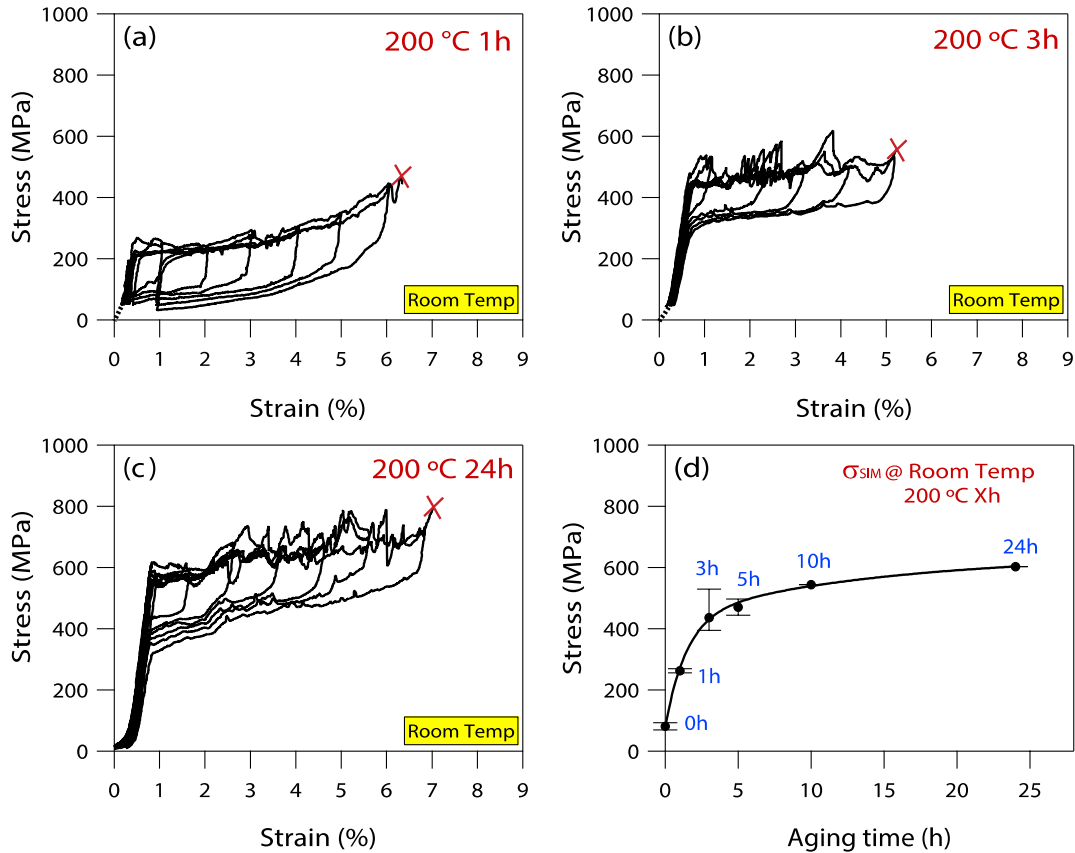 (a)
200 °C 1h
Stress (MPa)
1000
800
600
400
200
0
Room Temp
0 1 2 3 4 5 6 7 8 9
Strain (%)
(b)
200 ºC 3h
Stress (MPa)
1000
800
600
400
200
0
Room Temp
0 1 2 3 4 5 6 7 8 9
Strain (%)
(c)
200 ºC 24h
Stress (MPa)
1000
800
600
400
200
0
Room Temp
0 1 2 3 4 5 6 7 8 9
Strain (%)
(d)
σSIM @ Room Temp
200 ºC Xh
Stress (MPa)
1000
800
600
400
200
0
0h
1h
3h
5h
10h
24h
0 5 10 15 20 25
Aging time (h)